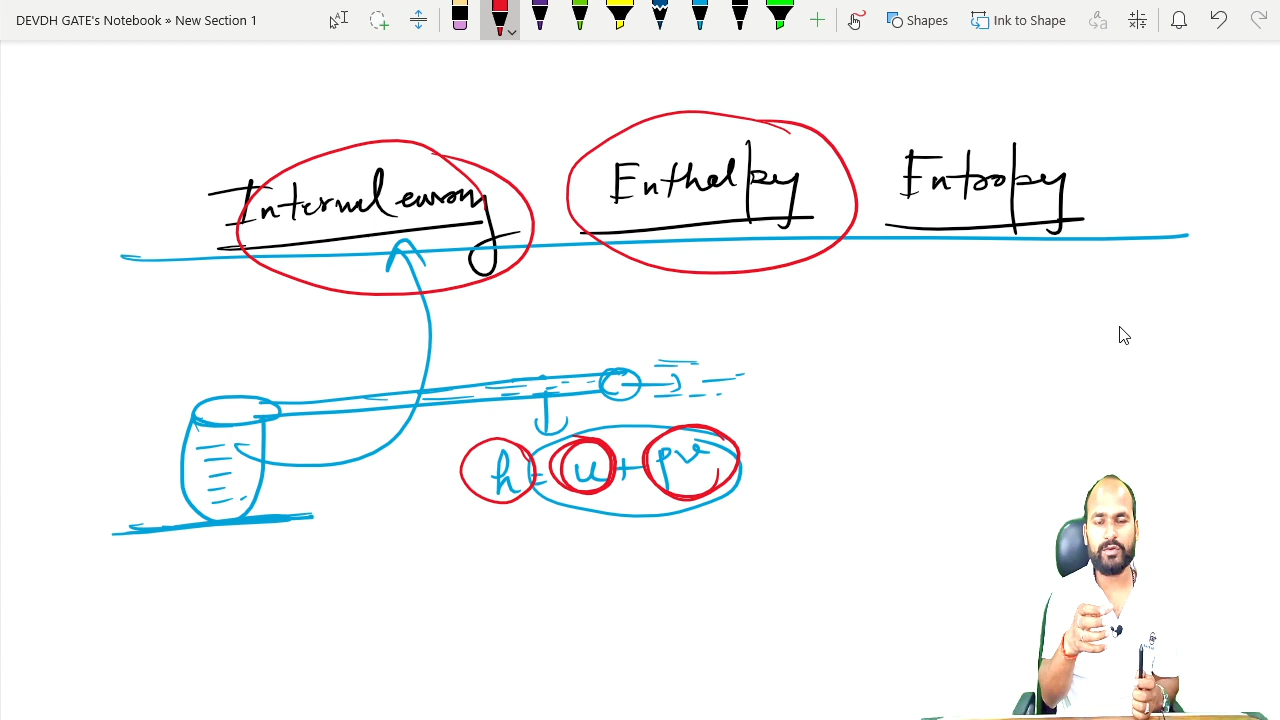 DEVDH GATE's Notebook » New Section 1
Shapes
Ink to Shape
Internal energy Enthalpy Entropy
h = u + pv